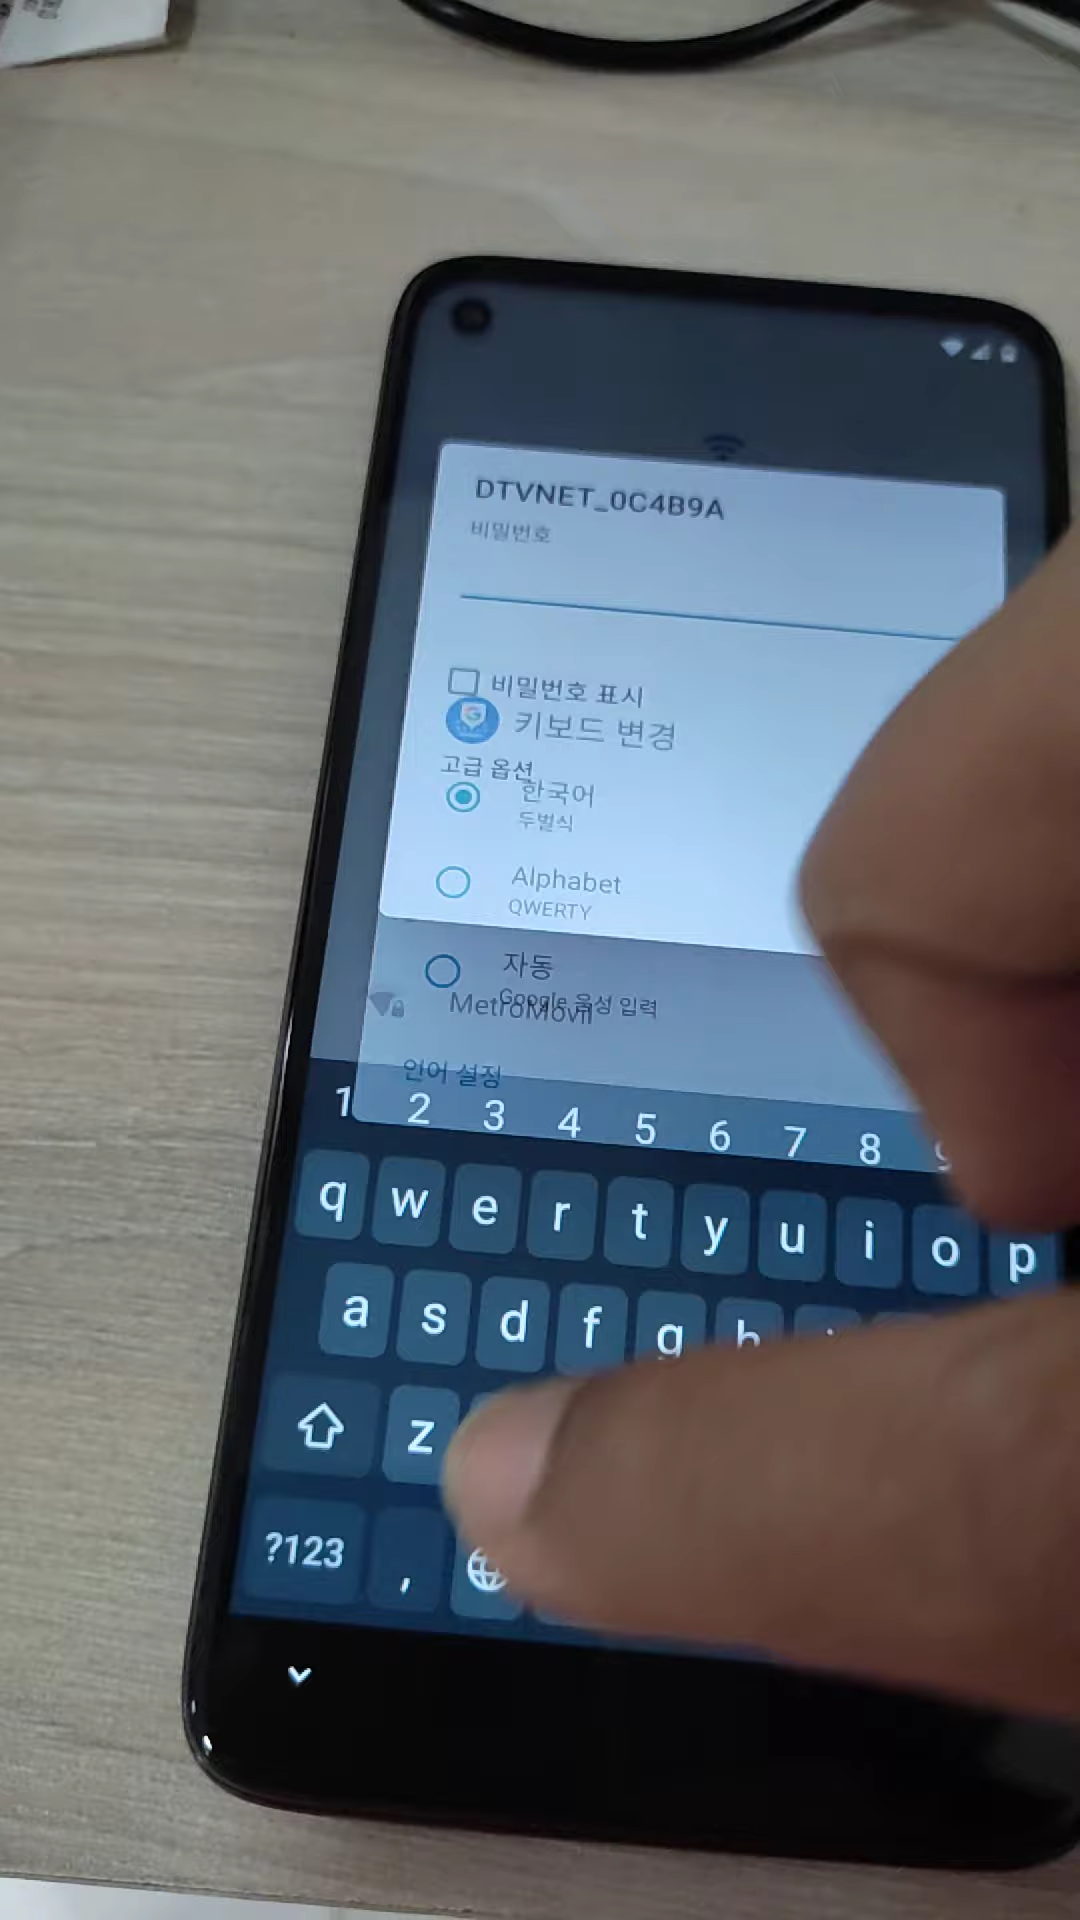 DTVNET_0C4B9A
비밀번호
비밀번호 표시
키보드 변경
고급 옵션
한국어
두벌식
Alphabet
QWERTY
자동
Google 음성 입력
MetroMovil
언어 설정
1 2 3 4 5 6 7 8 9
q w e r t y u i o p
a s d f g h
z
?123 ,